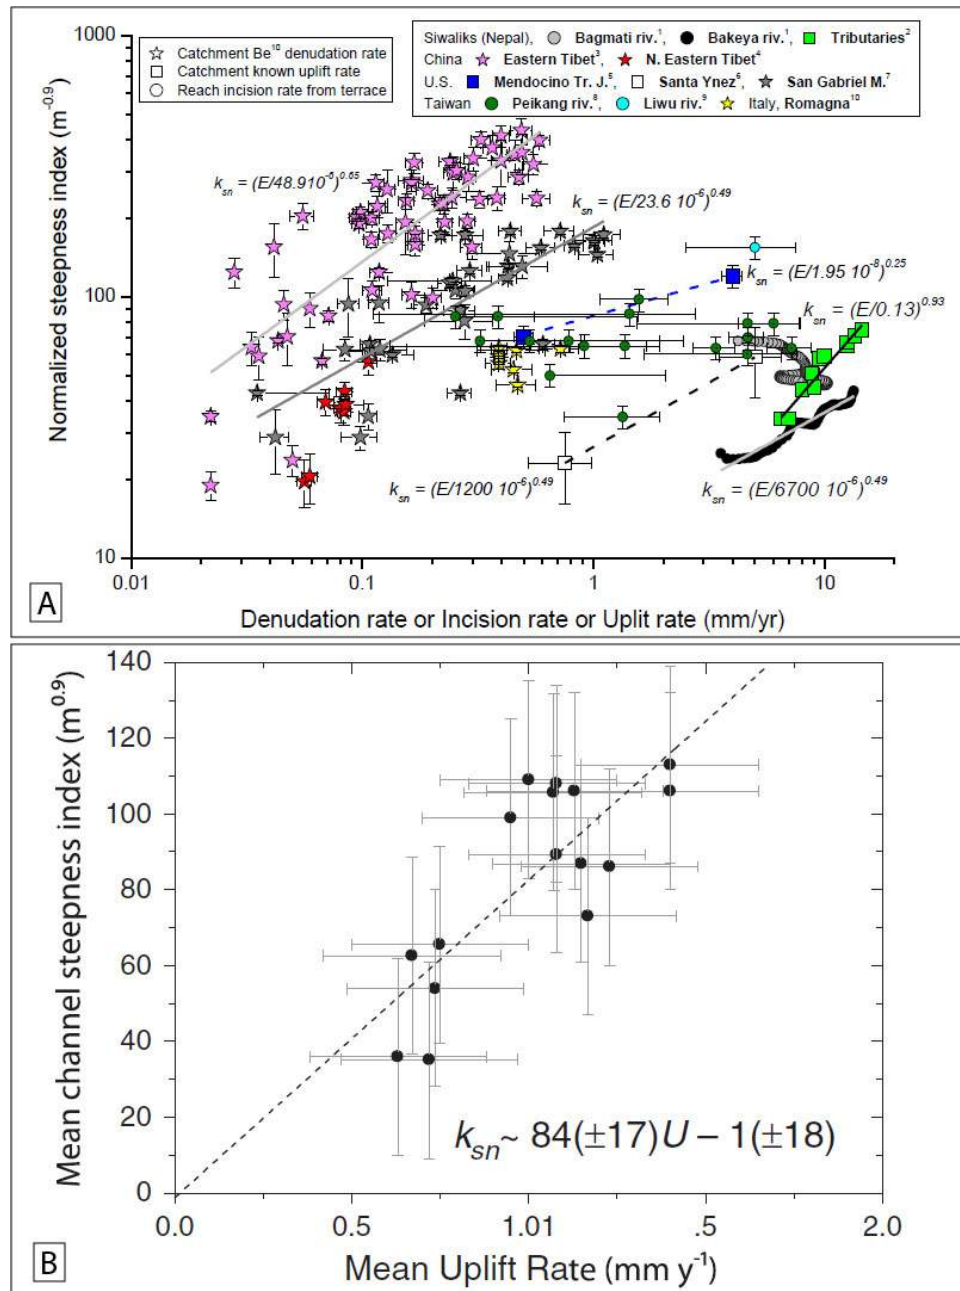 1000
☆ Catchment Be¹⁰ denudation rate
□ Catchment known uplift rate
○ Reach incision rate from terrace
Siwaliks (Nepal), Bagmati riv.¹, Bakeya riv.¹, Tributaries²
China Eastern Tibet³, N. Eastern Tibet⁴
U.S. Mendocino Tr. J.⁵, Santa Ynez⁶, San Gabriel M.⁷
Taiwan Peikang riv.⁸, Liwu riv.⁹ Italy, Romagna¹⁰
Normalized steepness index (m⁻⁰·⁹)
kₛₙ = (E/48.910⁻⁶)⁰·⁶⁵
kₛₙ = (E/23.6 10⁻⁶)⁰·⁴⁹
kₛₙ = (E/1.95 10⁻⁸)⁰·²⁵
100
kₛₙ = (E/0.13)⁰·⁹³
kₛₙ = (E/1200 10⁻⁶)⁰·⁴⁹
kₛₙ = (E/6700 10⁻⁶)⁰·⁴⁹
10
0.01 0.1 1 10
A
Denudation rate or Incision rate or Uplit rate (mm/yr)
140
120
100
80
60
40
20
0
Mean channel steepness index (m⁰·⁹)
kₛₙ~ 84(±17)U – 1(±18)
0.0 0.5 1.01 .5 2.0
B
Mean Uplift Rate (mm y⁻¹)